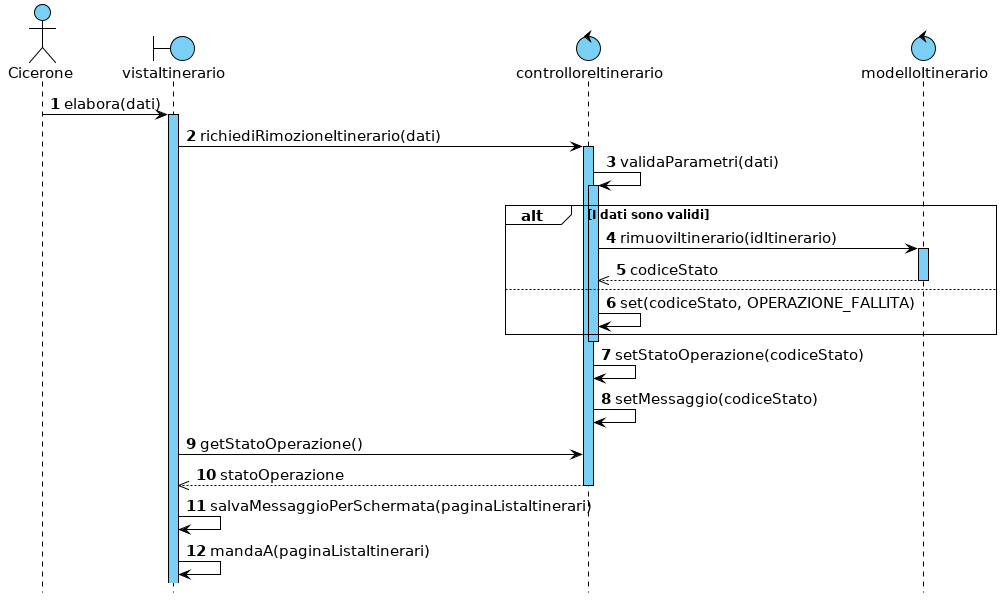 Cicerone
vistaItinerario
controlloreItinerario
modelloItinerario
1 elabora(dati)
2 richiediRimozioneItinerario(dati)
3 validaParametri(dati)
alt
[I dati sono validi]
4 rimuoviItinerario(idItinerario)
5 codiceStato
6 set(codiceStato, OPERAZIONE_FALLITA)
7 setStatoOperazione(codiceStato)
8 setMessaggio(codiceStato)
9 getStatoOperazione()
10 statoOperazione
11 salvaMessaggioPerSchermata(paginaListaItinerari)
12 mandaA(paginaListaItinerari)